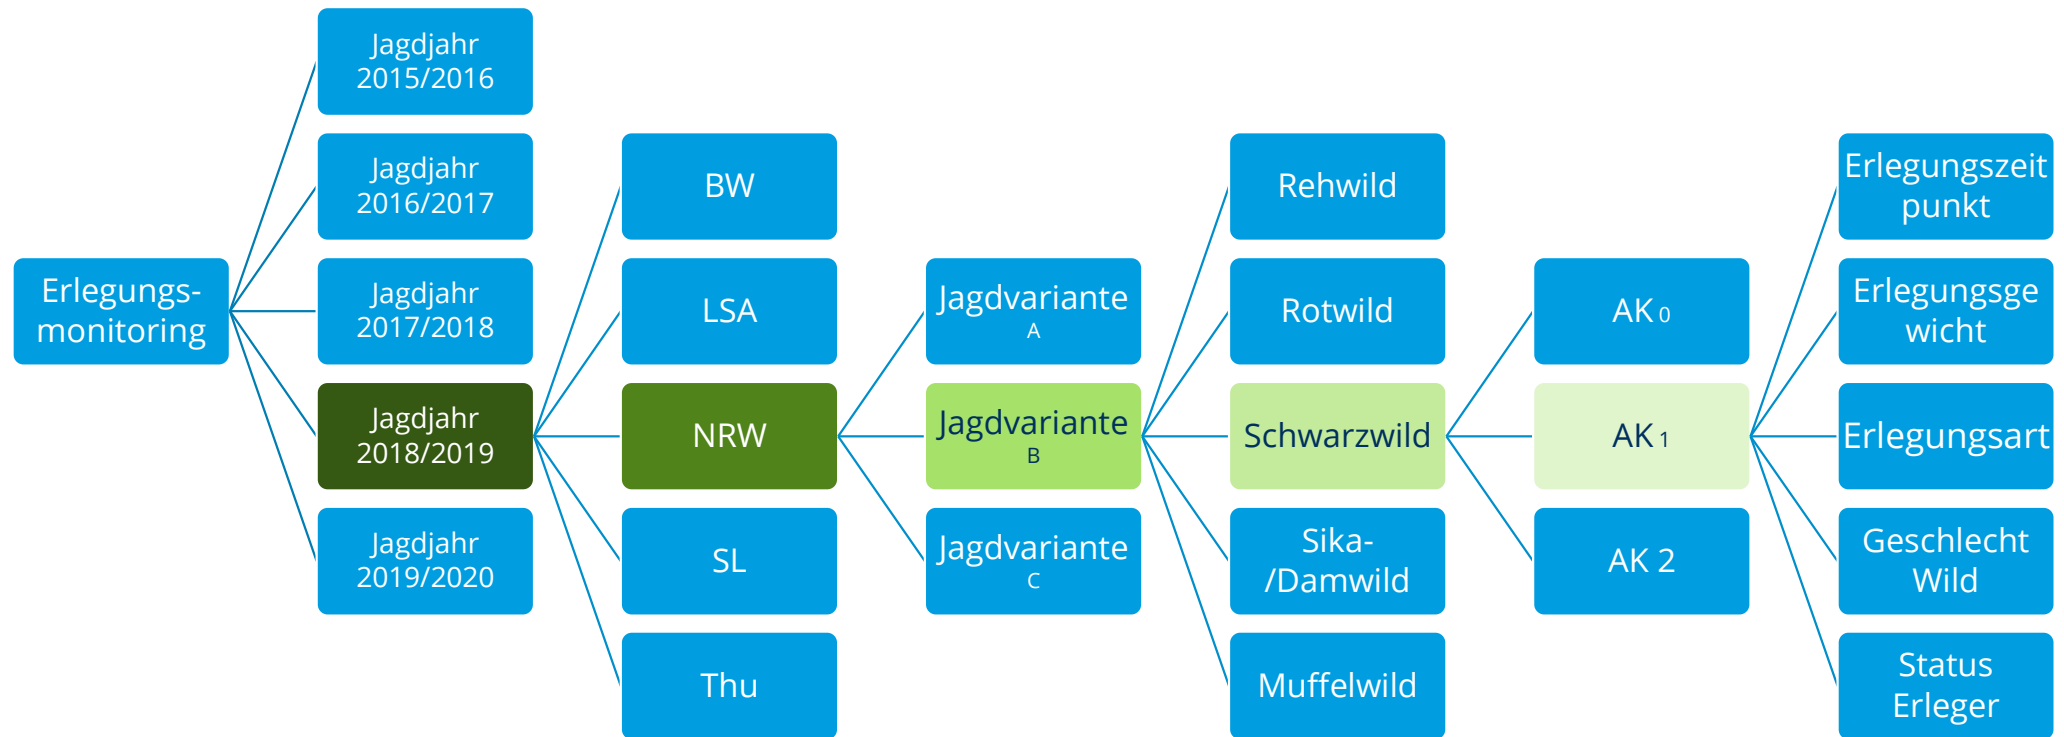 Erlegungs-
monitoring
Jagdjahr
2015/2016
Jagdjahr
2016/2017
Jagdjahr
2017/2018
Jagdjahr
2018/2019
Jagdjahr
2019/2020
BW
LSA
NRW
SL
Thu
Jagdvariante
A
Jagdvariante
B
Jagdvariante
C
Rehwild
Rotwild
Schwarzwild
Sika-
/Damwild
Muffelwild
AK 0
AK 1
AK 2
Erlegungszeit
punkt
Erlegungsge
wicht
Erlegungsart
Geschlecht
Wild
Status
Erleger